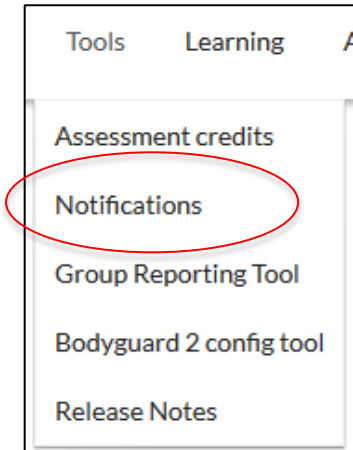 Tools Learning
Assessment credits
Notifications
Group Reporting Tool
Bodyguard 2 config tool
Release Notes